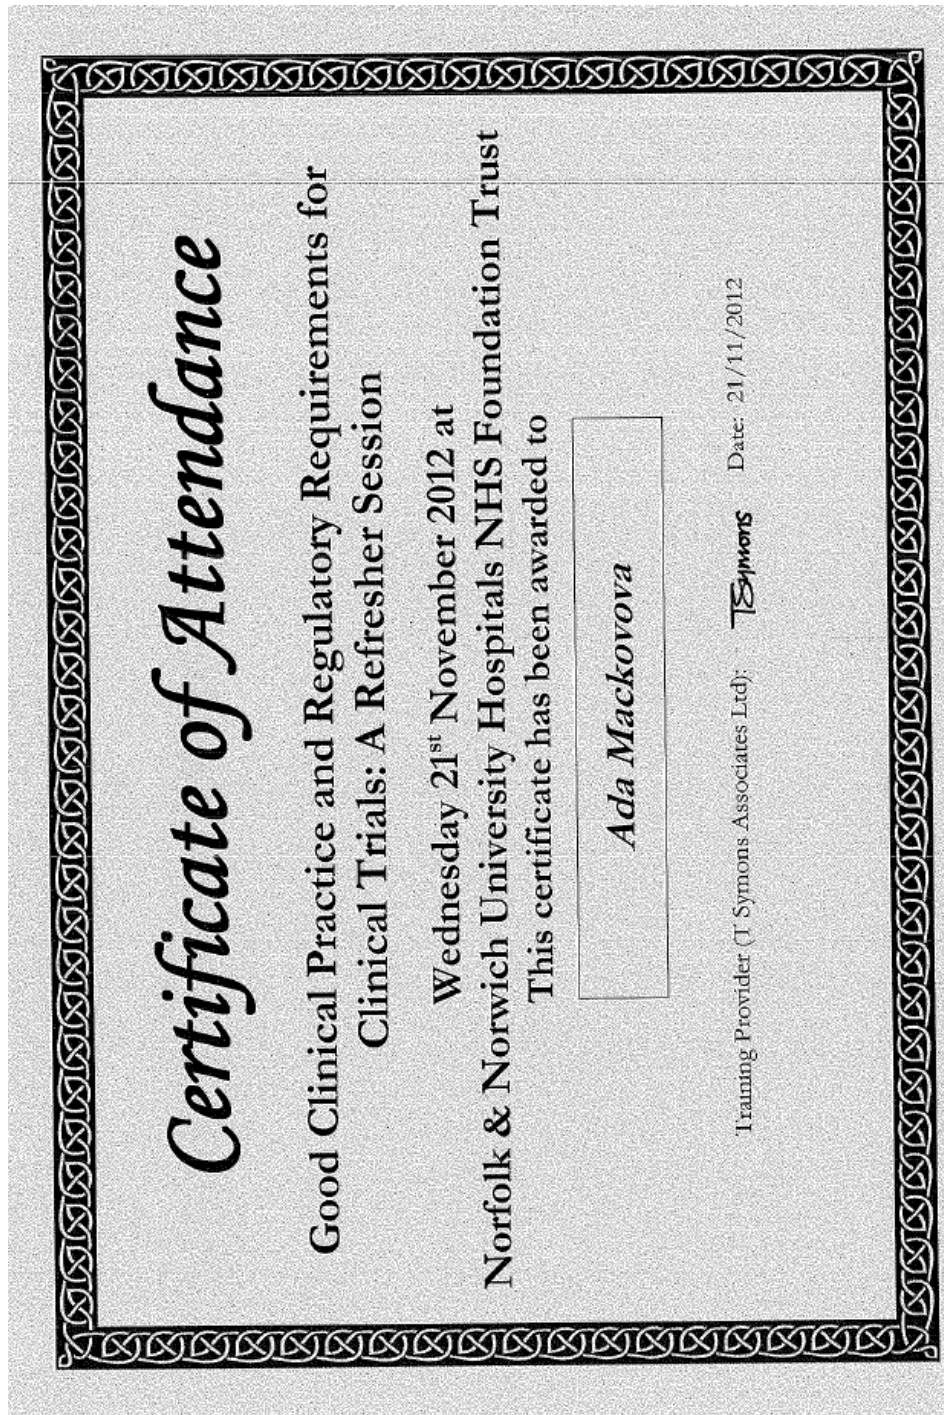 Certificate of Attendance
Good Clinical Practice and Regulatory Requirements for
Clinical Trials: A Refresher Session
Wednesday 21st November 2012 at
Norfolk & Norwich University Hospitals NHS Foundation Trust
This certificate has been awarded to
Ada Mackovova
Training Provider (T Symons Associates Ltd): TSymons Date: 21/11/2012